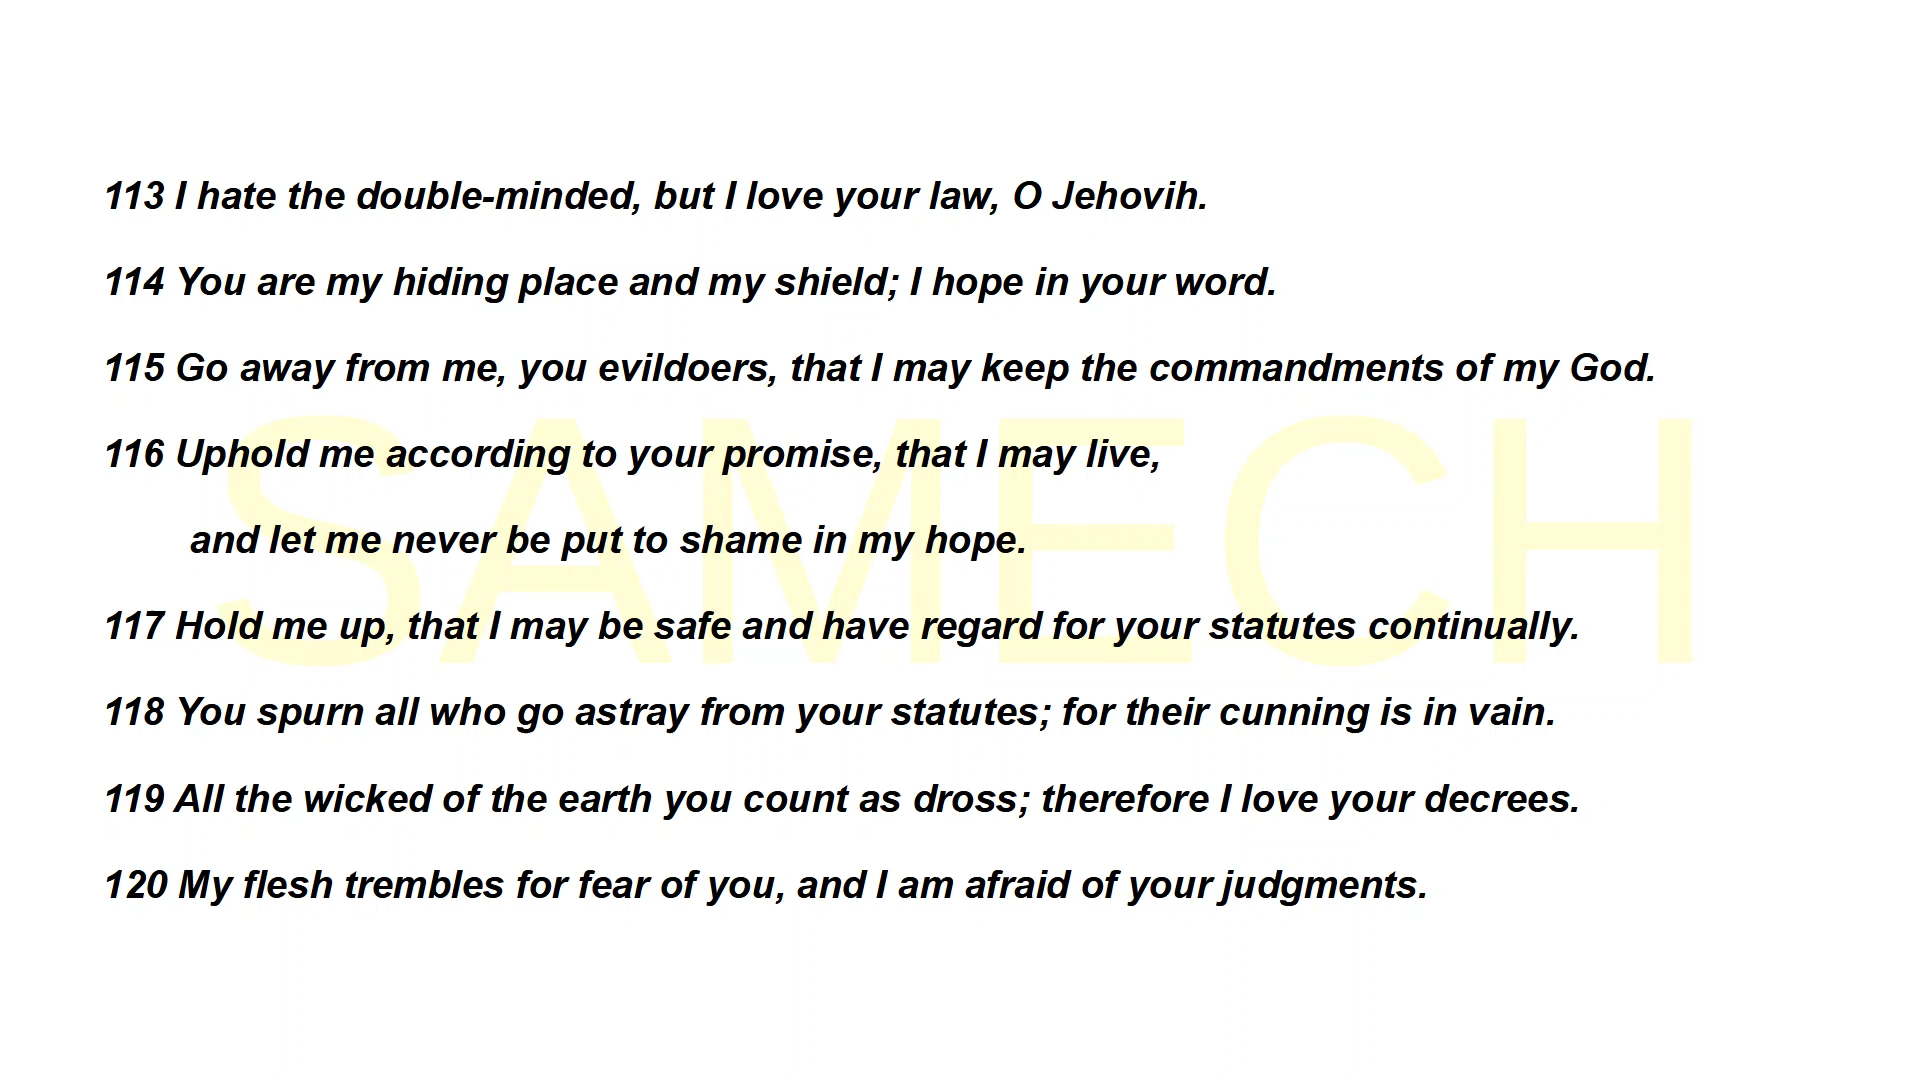 113 I hate the double-minded, but I love your law, O Jehovih.
114 You are my hiding place and my shield; I hope in your word.
115 Go away from me, you evildoers, that I may keep the commandments of my God.
SAMECH
116 Uphold me according to your promise, that I may live,
and let me never be put to shame in my hope.
117 Hold me up, that I may be safe and have regard for your statutes continually.
118 You spurn all who go astray from your statutes; for their cunning is in vain.
119 All the wicked of the earth you count as dross; therefore I love your decrees.
120 My flesh trembles for fear of you, and I am afraid of your judgments.